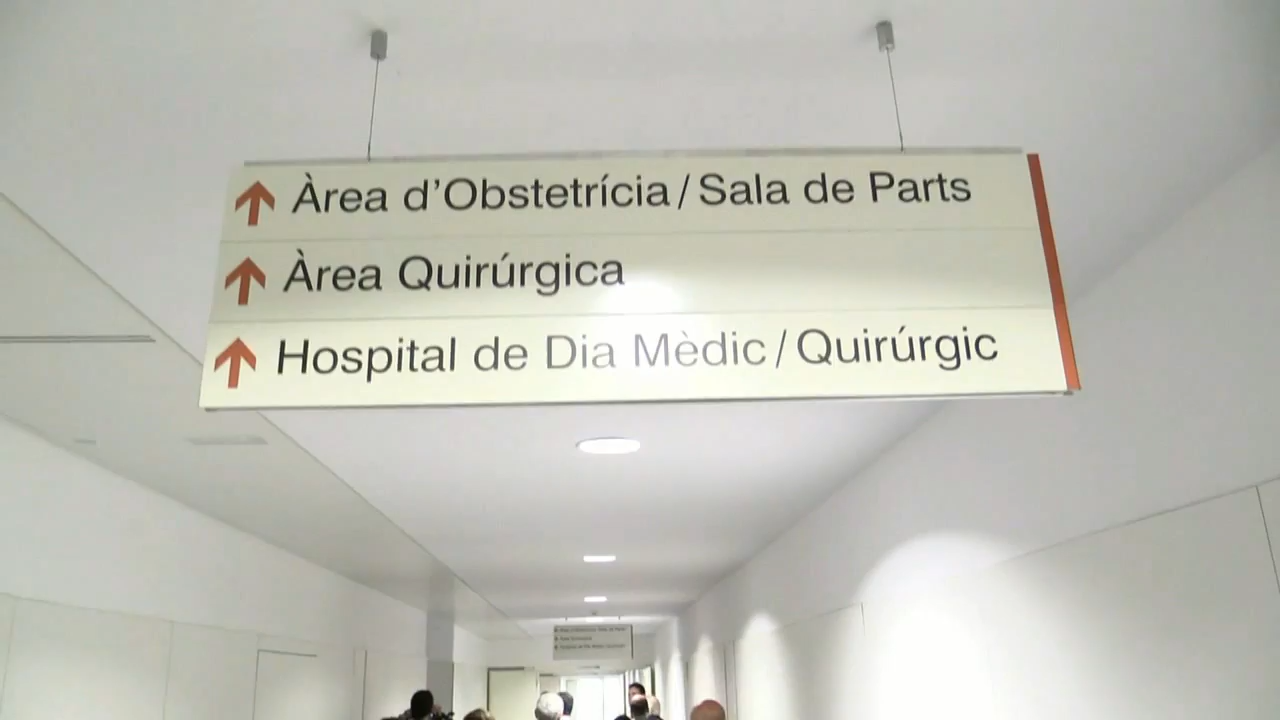 Àrea d'Obstetrícia / Sala de Parts
Àrea Quirúrgica
Hospital de Dia Mèdic / Quirúrgic